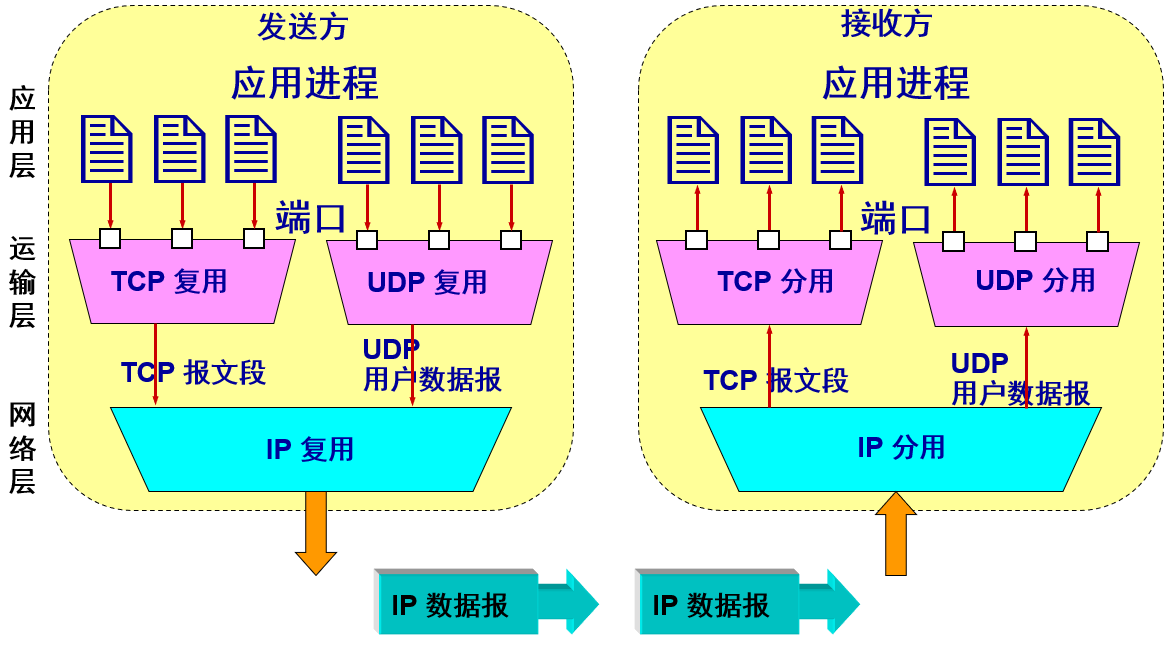 发送方
接收方
应用进程
应用进程
应用层
端口
端口
运输层
TCP 复用
UDP 复用
TCP 分用
UDP 分用
TCP 报文段
UDP
用户数据报
TCP 报文段
UDP
用户数据报
网络层
IP 复用
IP 分用
IP 数据报
IP 数据报